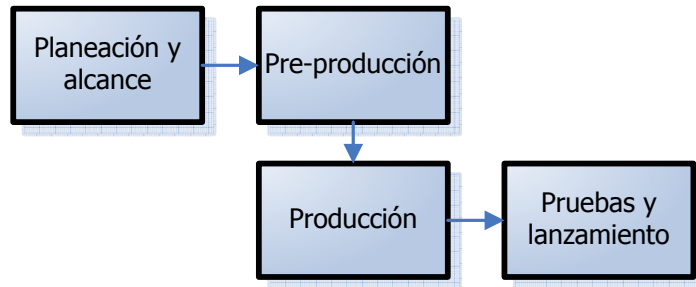 Planeación y
alcance
Pre-producción
Producción
Pruebas y
lanzamiento